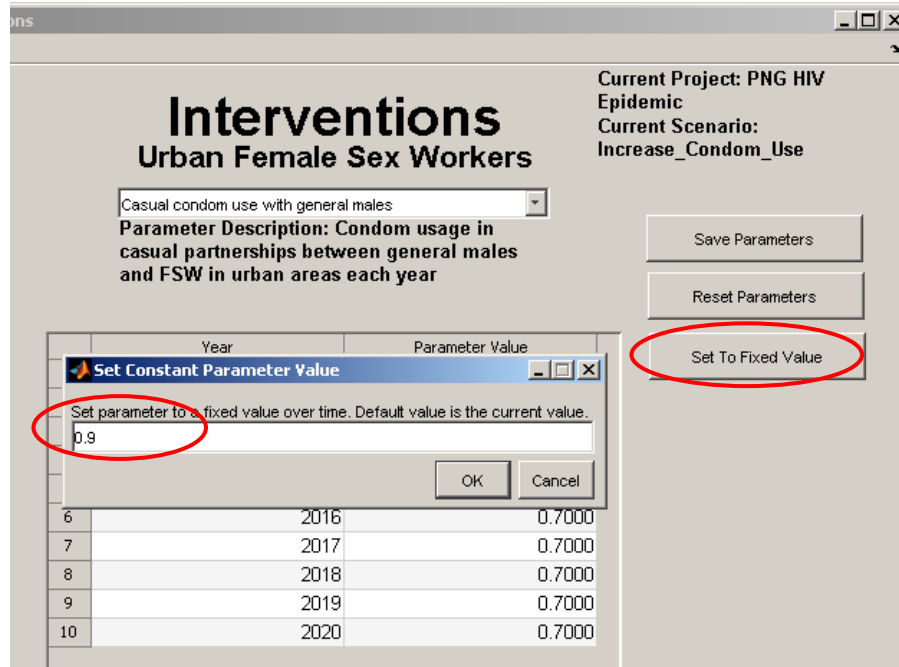 ons
Current Project: PNG HIV
Epidemic
Current Scenario:
Increase_Condom_Use
Interventions
Urban Female Sex Workers
Casual condom use with general males
Parameter Description: Condom usage in
casual partnerships between general males
and FSW in urban areas each year
Save Parameters
Reset Parameters
Set To Fixed Value
Year Parameter Value
Set Constant Parameter Value
Set parameter to a fixed value over time. Default value is the current value.
0.9
OK Cancel
6 2016 0.7000
7 2017 0.7000
8 2018 0.7000
9 2019 0.7000
10 2020 0.7000